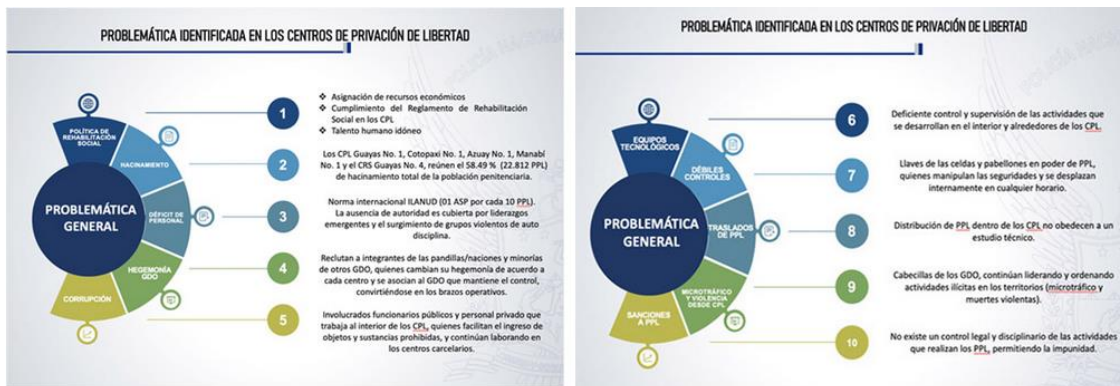 PROBLEMÁTICA IDENTIFICADA EN LOS CENTROS DE PRIVACIÓN DE LIBERTAD
POLÍTICA DE
REHABILITACIÓN
SOCIAL
HACINAMIENTO
DÉFICIT DE
PERSONAL
HEGEMONÍA
GDO
CORRUPCIÓN
PROBLEMÁTICA
GENERAL
1
❖ Asignación de recursos económicos
❖ Cumplimiento del Reglamento de Rehabilitación
Social en los CPL
❖ Talento humano idóneo
2
Los CPL Guayas No. 1, Cotopaxi No. 1, Azuay No. 1, Manabí
No. 1 y el CRS Guayas No. 4, reúnen el 58.49 % (22.812 PPL)
de hacinamiento total de la población penitenciaria.
3
Norma internacional ILANUD (01 ASP por cada 10 PPL).
La ausencia de autoridad es cubierta por liderazgos
emergentes y el surgimiento de grupos violentos de auto
disciplina.
4
Reclutan a integrantes de las pandillas/naciones y minorías
de otros GDO, quienes cambian su hegemonía de acuerdo a
cada centro y se asocian al GDO que mantiene el control,
convirtiéndose en los brazos operativos.
5
Involucrados funcionarios públicos y personal privado que
trabaja al interior de los CPL, quienes facilitan el ingreso de
objetos y sustancias prohibidas, y continúan laborando en
los centros carcelarios.
PROBLEMÁTICA IDENTIFICADA EN LOS CENTROS DE PRIVACIÓN DE LIBERTAD
EQUIPOS
TECNOLÓGICOS
DÉBILES
CONTROLES
TRASLADOS
DE PPL
MICROTRÁFICO
Y VIOLENCIA
DESDE CPL
SANCIONES
A PPL
PROBLEMÁTICA
GENERAL
6
Deficiente control y supervisión de las actividades que
se desarrollan en el interior y alrededores de los CPL.
7
Llaves de las celdas y pabellones en poder de PPL,
quienes manipulan las seguridades y se desplazan
internamente en cualquier horario.
8
Distribución de PPL dentro de los CPL no obedecen a un
estudio técnico.
9
Cabecillas de los GDO, continúan liderando y ordenando
actividades ilícitas en los territorios (microtráfico y
muertes violentas).
10
No existe un control legal y disciplinario de las actividades
que realizan los PPL, permitiendo la impunidad.